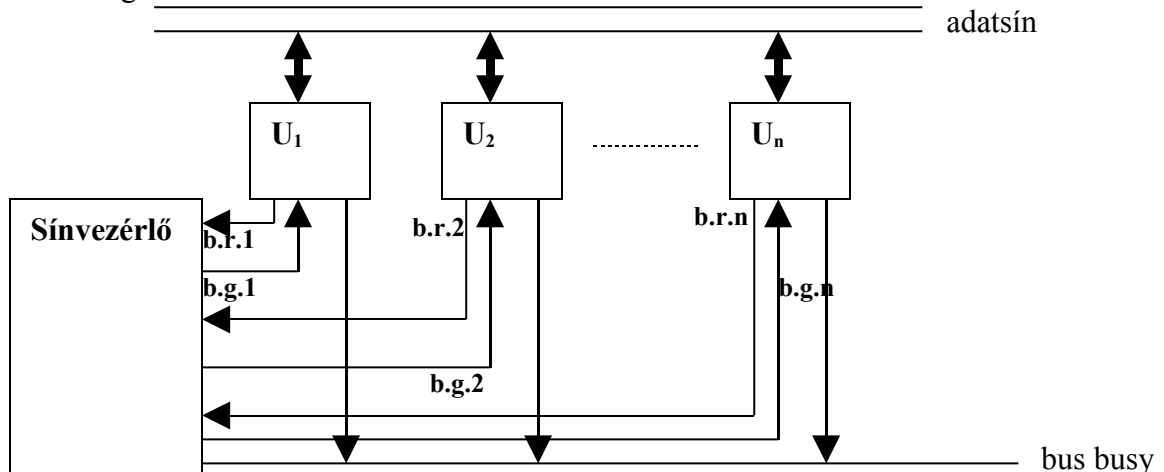 adatsín
U₁
U₂
Uₙ
Sínvezérlő
b.r.1
b.r.2
b.r.n
b.g.1
b.g.n
b.g.2
bus busy